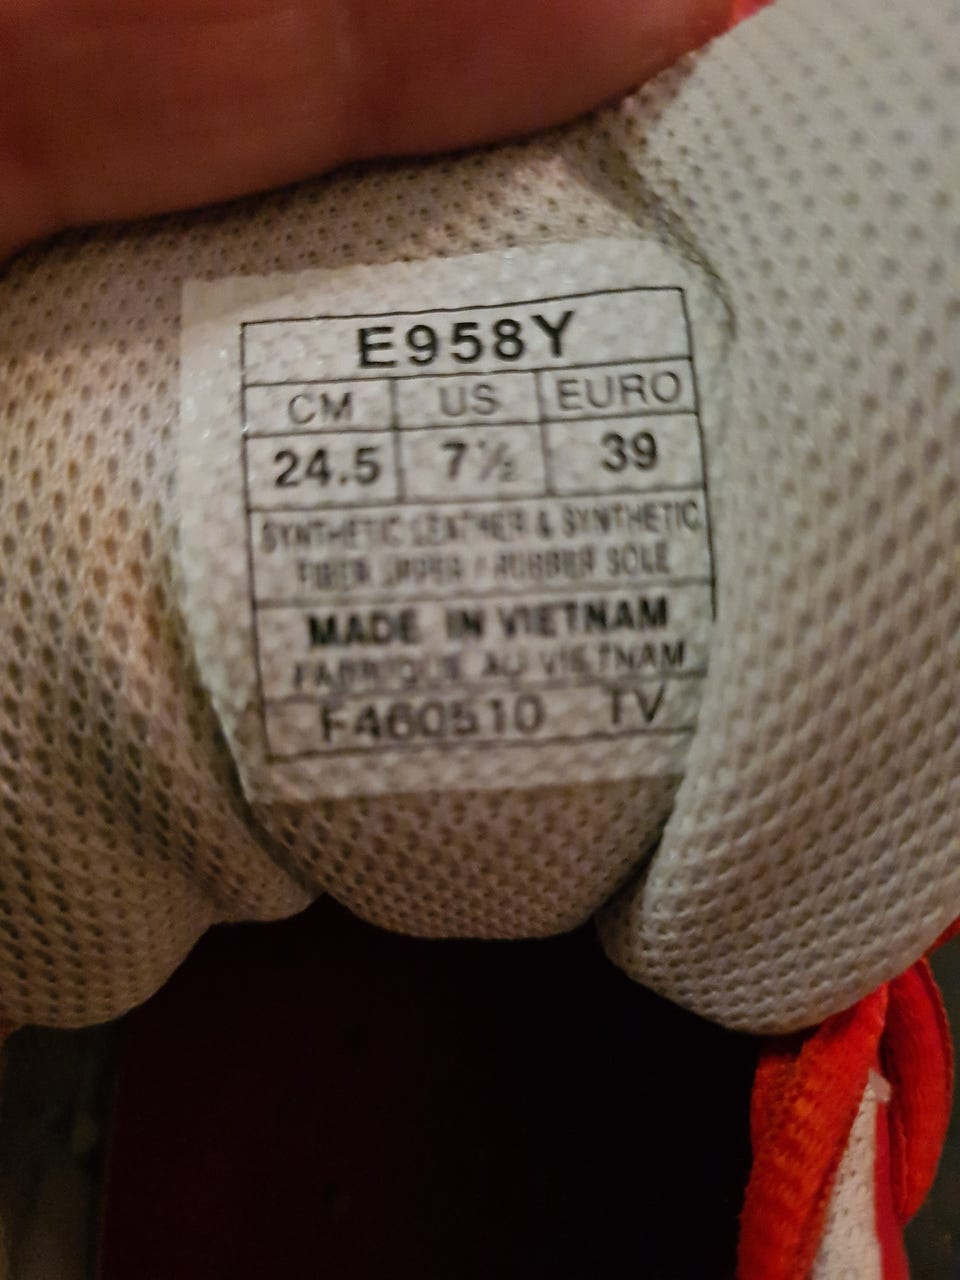 E958Y
CM US EURO
24.5 7½ 39
SYNTHETIC LEATHER & SYNTHETIC
FIBER UPPER / RUBBER SOLE
MADE IN VIETNAM
FABRIQUE AU VIETNAM
F460510 TV